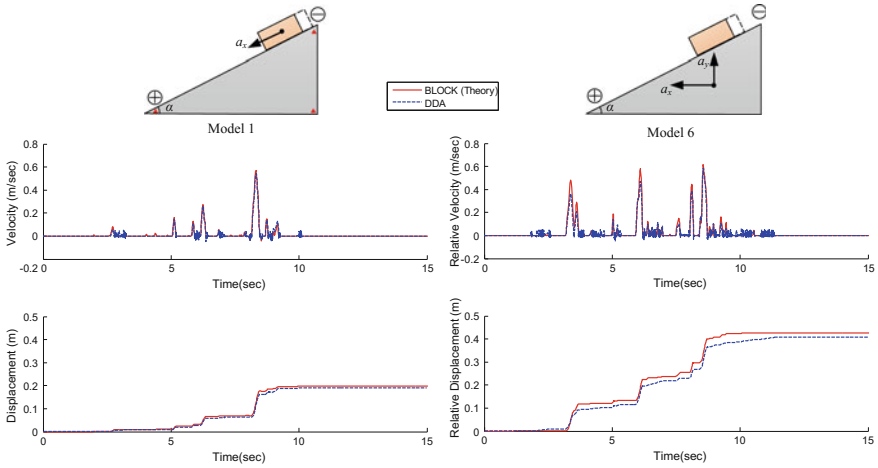 ⊖
aₓ
⊕
α
Model 1
BLOCK (Theory)
DDA
⊖
a_y
aₓ
⊕
α
Model 6
Velocity (m/sec)
0.8
0.6
0.4
0.2
0
-0.2
0
5
10
15
Time(sec)
Relative Velocity (m/sec)
0.8
0.6
0.4
0.2
0
-0.2
0
5
10
15
Time(sec)
Displacement (m)
0.5
0.4
0.3
0.2
0.1
0
0
5
10
15
Time(sec)
Relative Displacement (m)
0.5
0.4
0.3
0.2
0.1
0
0
5
10
15
Time(sec)